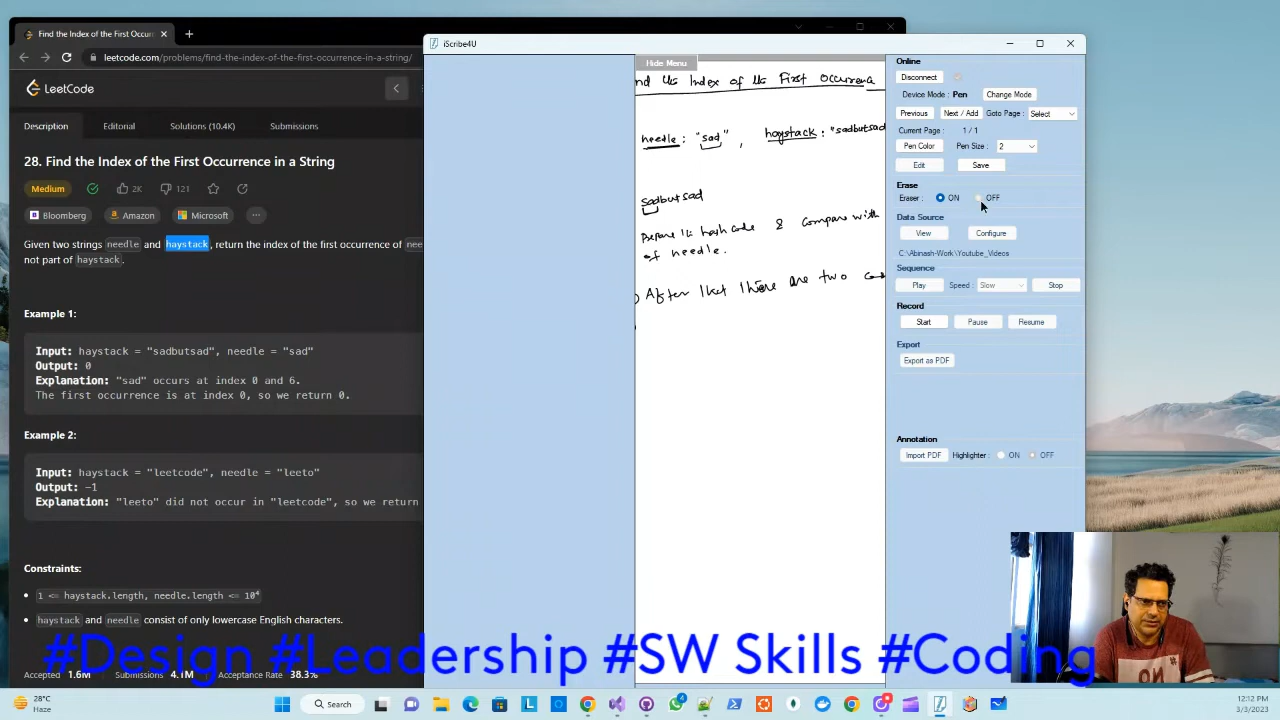 Find the Index of the First Occurr
leetcode.com/problems/find-the-index-of-the-first-occurrence-in-a-string/
LeetCode
Description
Editorial
Solutions (10.4K)
Submissions
28. Find the Index of the First Occurrence in a String
Medium
2K
121
Bloomberg
Amazon
Microsoft
Given two strings needle and haystack, return the index of the first occurrence of nee
not part of haystack.
Example 1:
Input: haystack = "sadbutsad", needle = "sad"
Output: 0
Explanation: "sad" occurs at index 0 and 6.
The first occurrence is at index 0, so we return 0.
Example 2:
Input: haystack = "leetcode", needle = "leeto"
Output: -1
Explanation: "leeto" did not occur in "leetcode", so we return
Constraints:
1 <= haystack.length, needle.length <= 10^4
haystack and needle consist of only lowercase English characters.
Accepted 1.6M Submissions 4.1M Acceptance Rate 38.3%
iScribe4U
Hide Menu
nd the Index of the First Occurrence
needle : "sad" , haystack : "sadbutsad
sadbutsad
Prepare the hashcode & compare with
of needle.
) After that there are two
Online
Disconnect
Device Mode : Pen
Change Mode
Previous
Next / Add
Goto Page :
Select
Current Page : 1 / 1
Pen Color
Pen Size :
2
Edit
Save
Erase
Eraser : ON OFF
Data Source
View
Configure
C:\Abinash-Work\Youtube_Videos
Sequence
Play
Speed :
Slow
Stop
Record
Start
Pause
Resume
Export
Export as PDF
Annotation
Import PDF
Highlighter : ON OFF
#Design #Leadership #SW Skills #Coding
28°C
Haze
Search
12:12 PM
3/3/2023